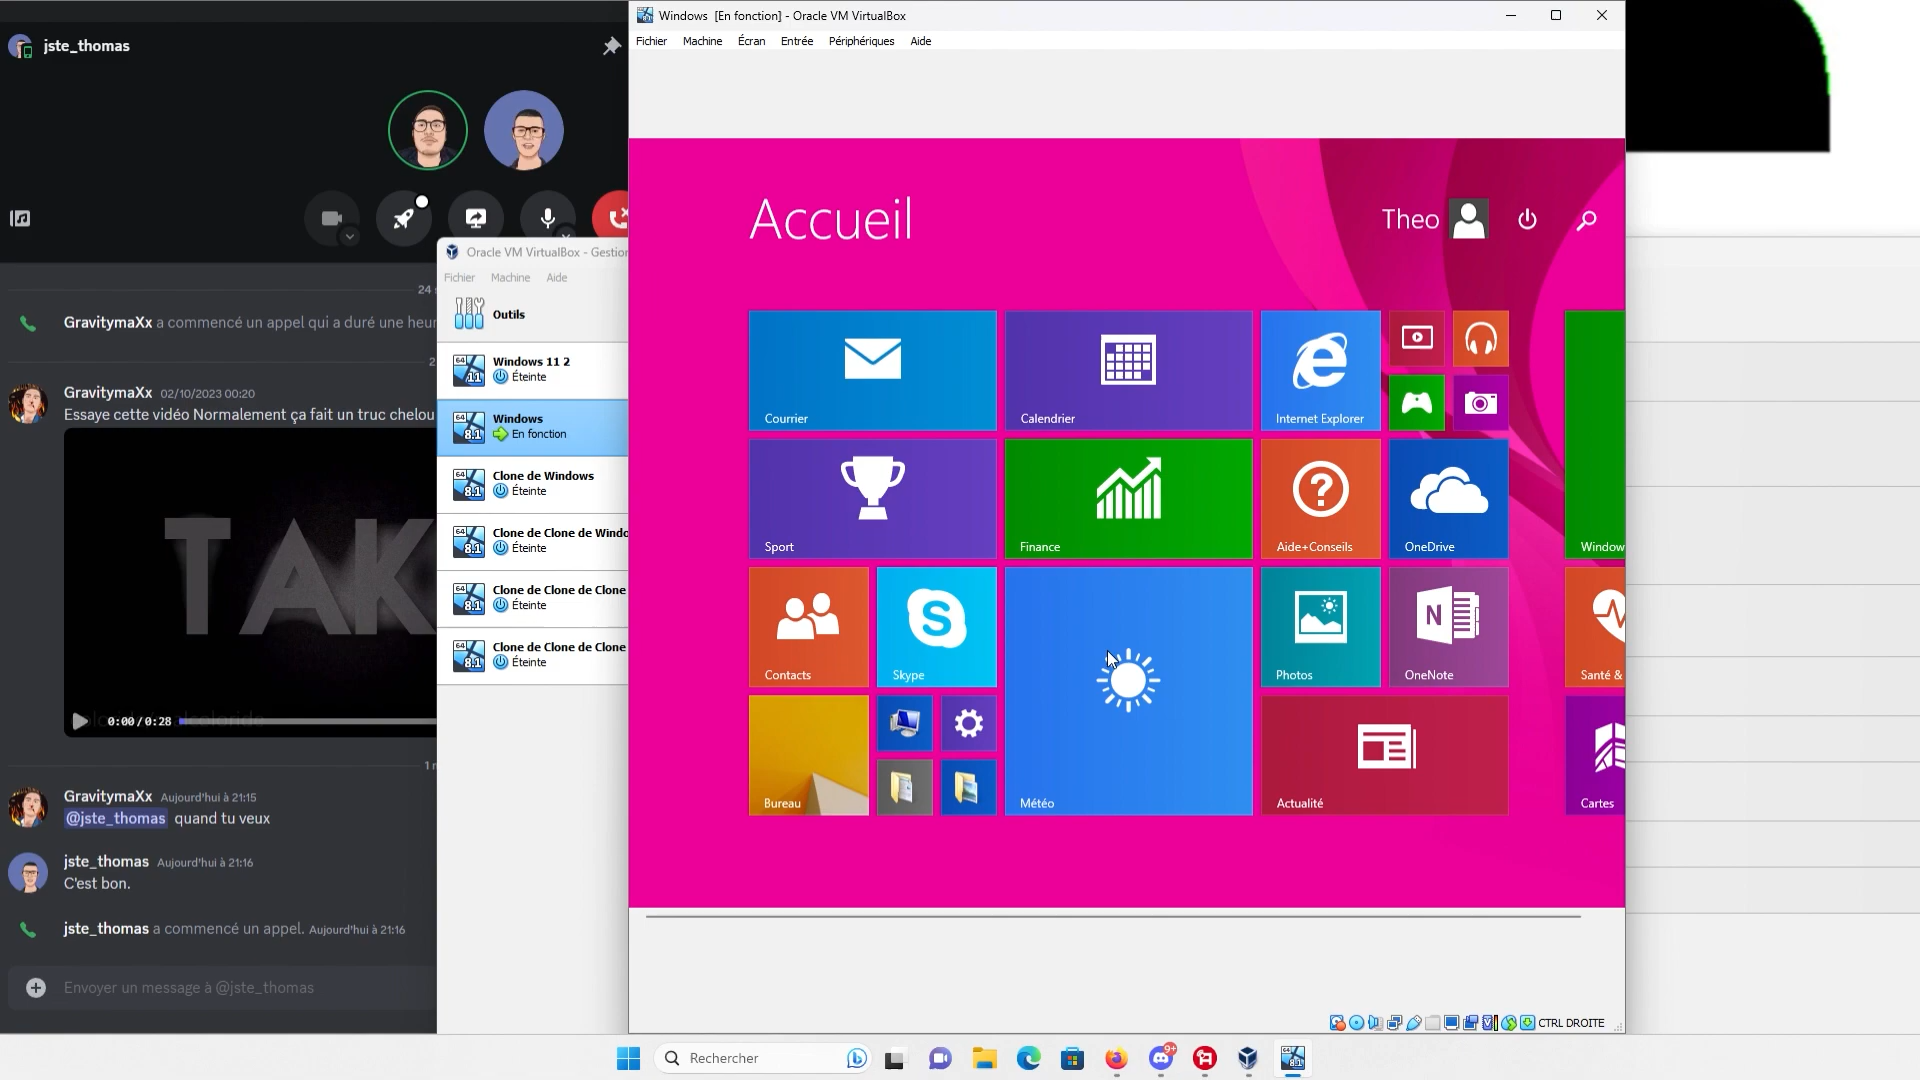 jste_thomas
GravitymaXx a commencé un appel qui a duré une heur
GravitymaXx 02/10/2023 00:20
Essaye cette vidéo Normalement ça fait un truc chelou
TAK
0:00/0:28
GravitymaXx Aujourd'hui à 21:15
@jste_thomas quand tu veux
jste_thomas Aujourd'hui à 21:16
C'est bon.
jste_thomas a commencé un appel. Aujourd'hui à 21:16
Envoyer un message à @jste_thomas
Oracle VM VirtualBox - Gestion
Fichier Machine Aide
Outils
Windows 11 2
Éteinte
Windows
En fonction
Clone de Windows
Éteinte
Clone de Clone de Windo
Éteinte
Clone de Clone de Clone
Éteinte
Clone de Clone de Clone
Éteinte
Windows [En fonction] - Oracle VM VirtualBox
Fichier Machine Écran Entrée Périphériques Aide
Accueil
Theo
Courrier
Calendrier
Internet Explorer
Sport
Finance
Aide+Conseils
OneDrive
Window
Contacts
Skype
Photos
OneNote
Santé &
Bureau
Météo
Actualité
Cartes
CTRL DROITE
Rechercher
9+